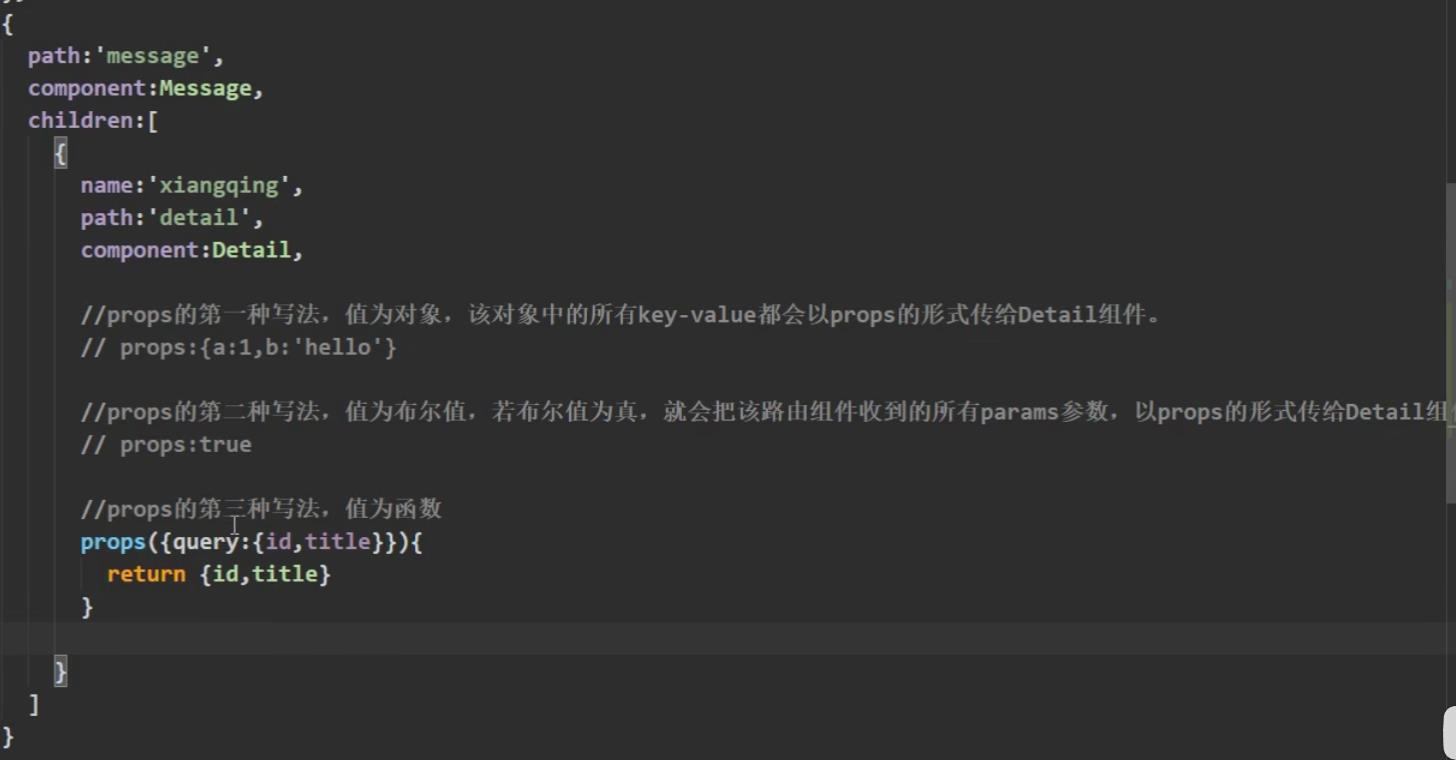 {
path:'message',
component:Message,
children:[
{
name:'xiangqing',
path:'detail',
component:Detail,
//props的第一种写法，值为对象，该对象中的所有key-value都会以props的形式传给Detail组件。
// props:{a:1,b:'hello'}
//props的第二种写法，值为布尔值，若布尔值为真，就会把该路由组件收到的所有params参数，以props的形式传给Detail组
// props:true
//props的第三种写法，值为函数
props({query:{id,title}}){
return {id,title}
}
}
]
}